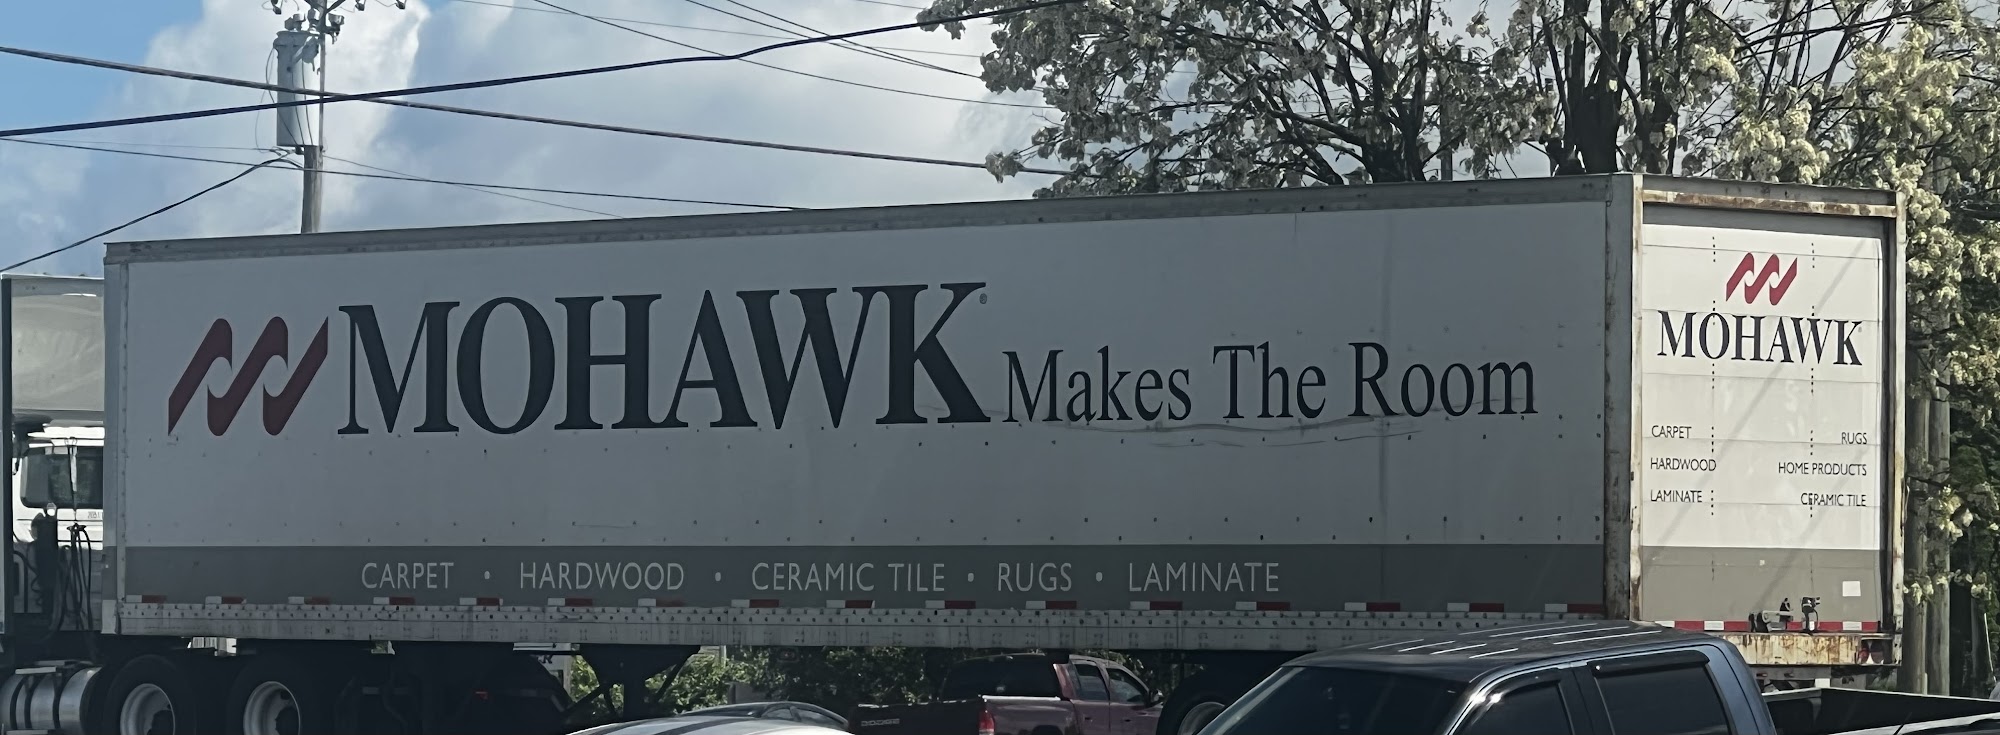 MOHAWK® Makes The Room
CARPET • HARDWOOD • CERAMIC TILE • RUGS • LAMINATE
MOHAWK
CARPET RUGS
HARDWOOD HOME PRODUCTS
LAMINATE CERAMIC TILE
DODGE